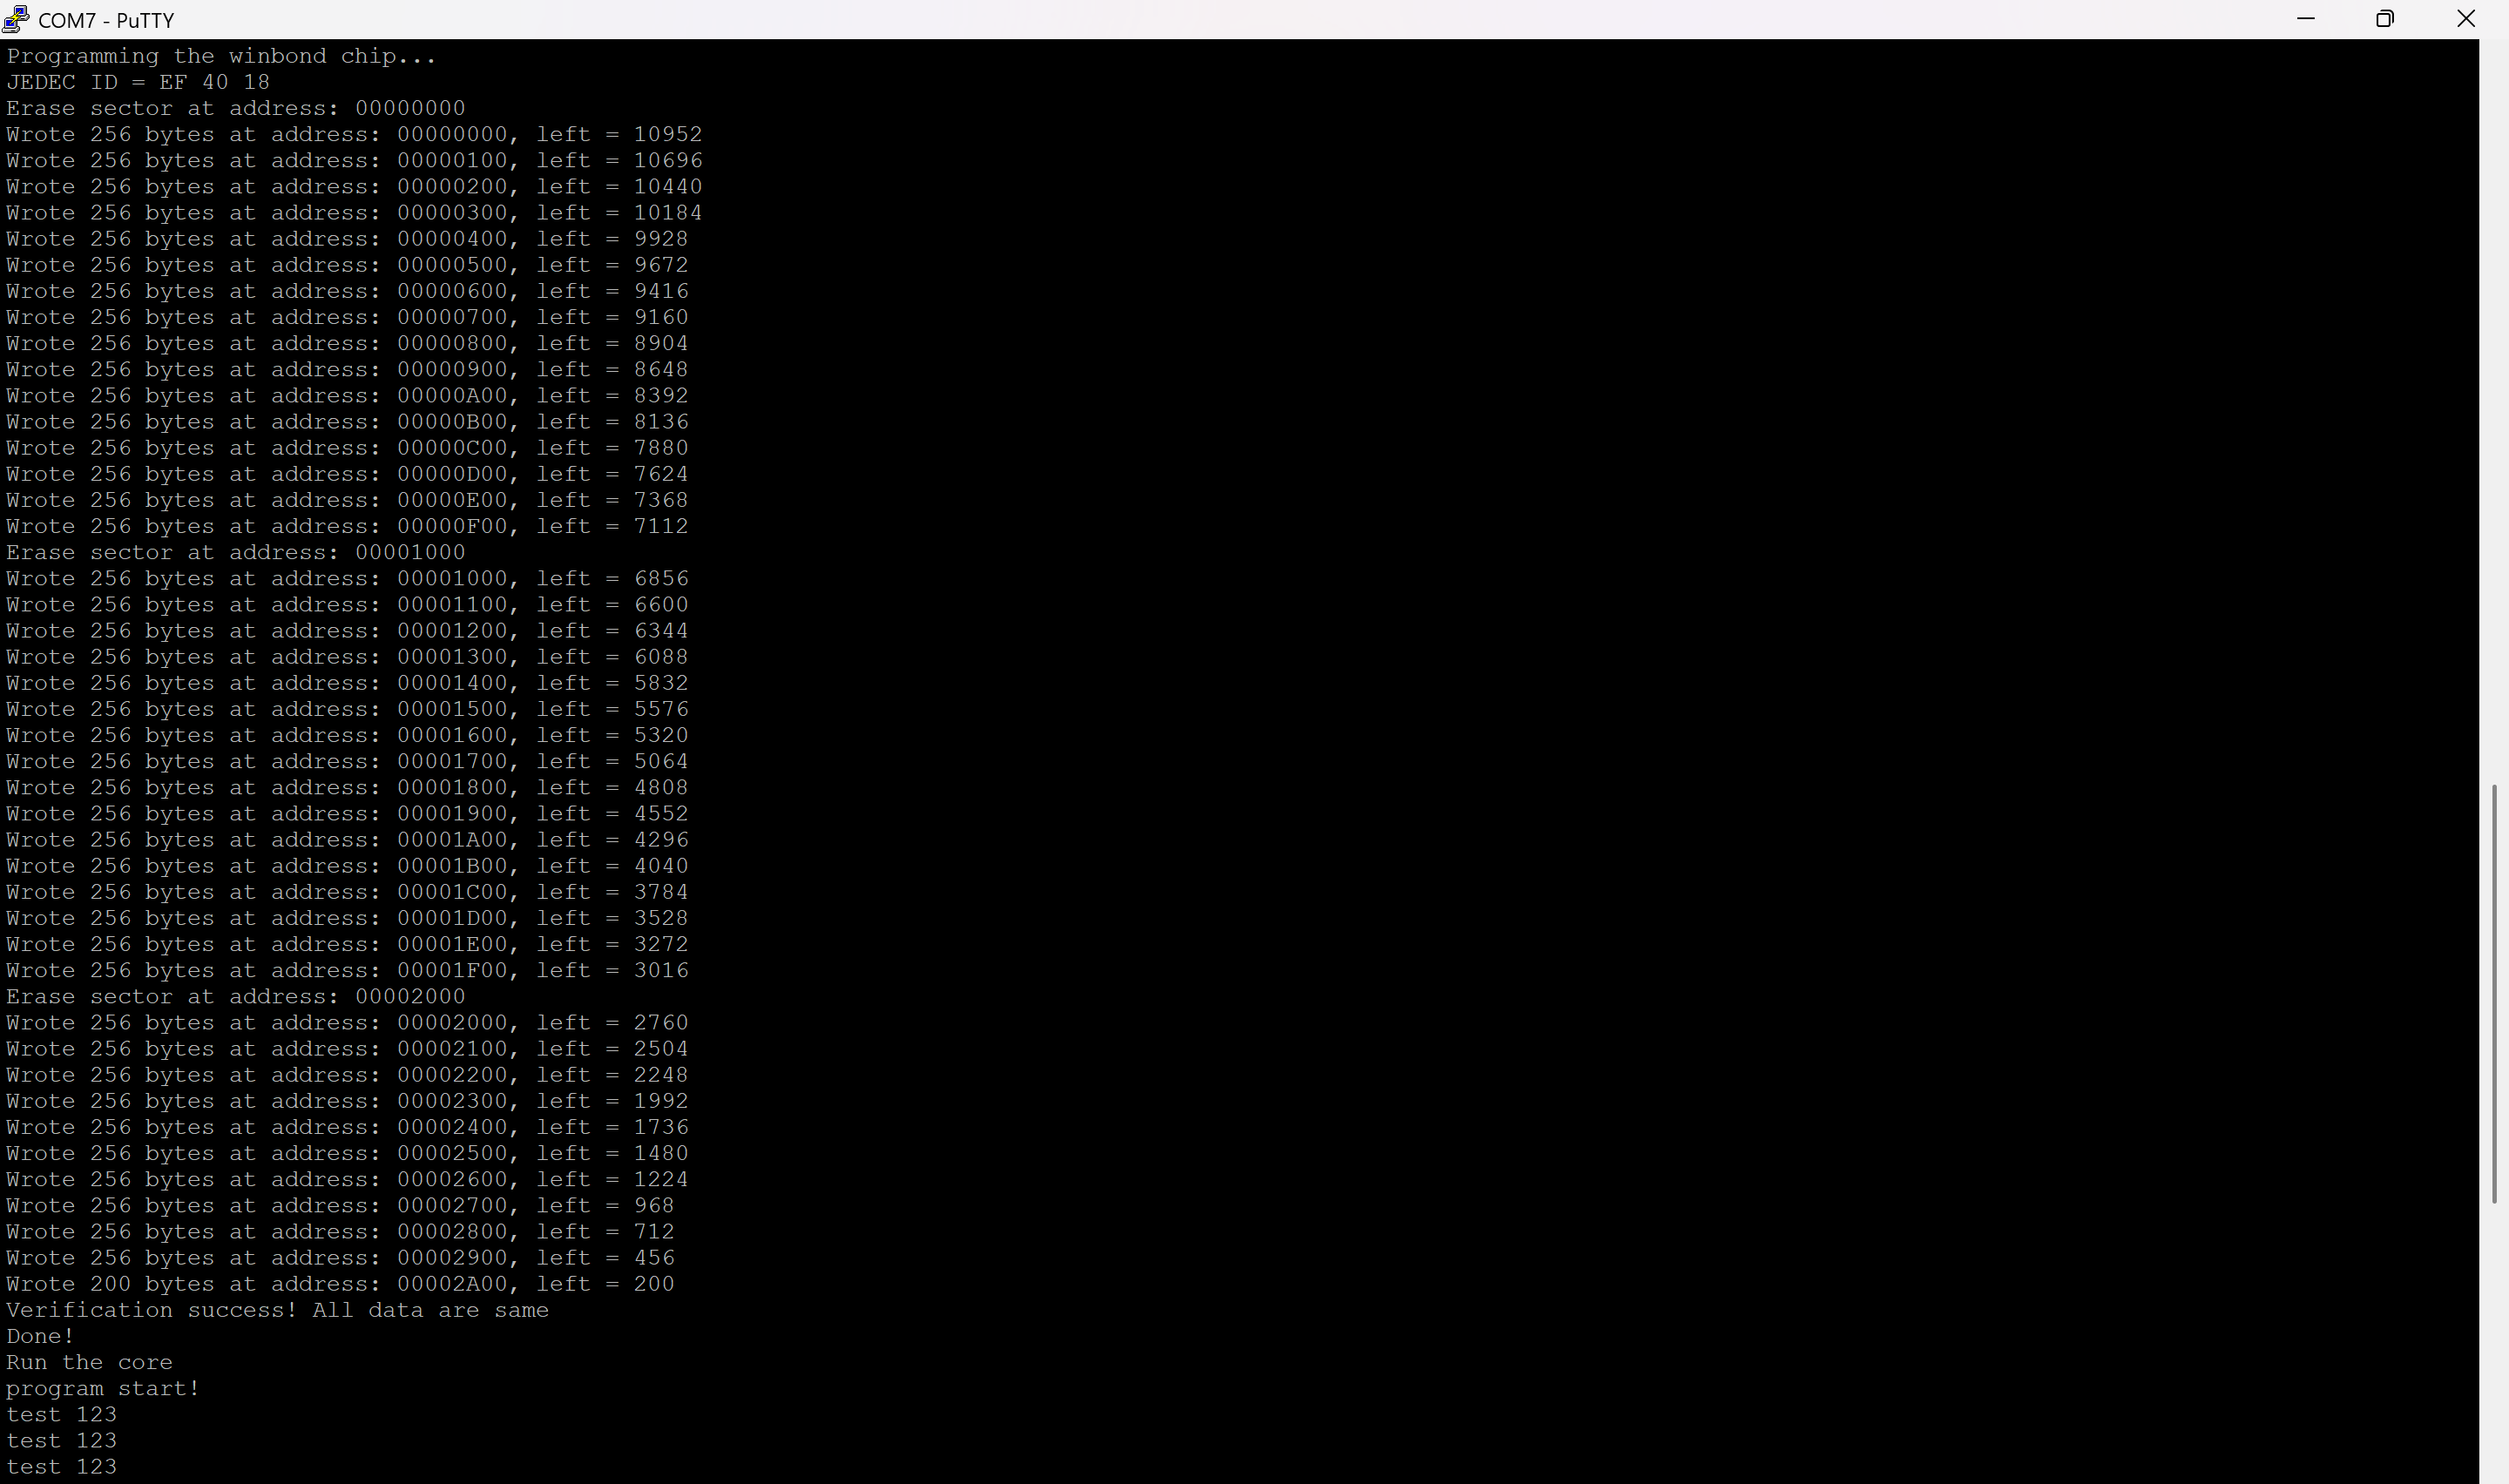 COM7 - PuTTY
Programming the winbond chip...
JEDEC ID = EF 40 18
Erase sector at address: 00000000
Wrote 256 bytes at address: 00000000, left = 10952
Wrote 256 bytes at address: 00000100, left = 10696
Wrote 256 bytes at address: 00000200, left = 10440
Wrote 256 bytes at address: 00000300, left = 10184
Wrote 256 bytes at address: 00000400, left = 9928
Wrote 256 bytes at address: 00000500, left = 9672
Wrote 256 bytes at address: 00000600, left = 9416
Wrote 256 bytes at address: 00000700, left = 9160
Wrote 256 bytes at address: 00000800, left = 8904
Wrote 256 bytes at address: 00000900, left = 8648
Wrote 256 bytes at address: 00000A00, left = 8392
Wrote 256 bytes at address: 00000B00, left = 8136
Wrote 256 bytes at address: 00000C00, left = 7880
Wrote 256 bytes at address: 00000D00, left = 7624
Wrote 256 bytes at address: 00000E00, left = 7368
Wrote 256 bytes at address: 00000F00, left = 7112
Erase sector at address: 00001000
Wrote 256 bytes at address: 00001000, left = 6856
Wrote 256 bytes at address: 00001100, left = 6600
Wrote 256 bytes at address: 00001200, left = 6344
Wrote 256 bytes at address: 00001300, left = 6088
Wrote 256 bytes at address: 00001400, left = 5832
Wrote 256 bytes at address: 00001500, left = 5576
Wrote 256 bytes at address: 00001600, left = 5320
Wrote 256 bytes at address: 00001700, left = 5064
Wrote 256 bytes at address: 00001800, left = 4808
Wrote 256 bytes at address: 00001900, left = 4552
Wrote 256 bytes at address: 00001A00, left = 4296
Wrote 256 bytes at address: 00001B00, left = 4040
Wrote 256 bytes at address: 00001C00, left = 3784
Wrote 256 bytes at address: 00001D00, left = 3528
Wrote 256 bytes at address: 00001E00, left = 3272
Wrote 256 bytes at address: 00001F00, left = 3016
Erase sector at address: 00002000
Wrote 256 bytes at address: 00002000, left = 2760
Wrote 256 bytes at address: 00002100, left = 2504
Wrote 256 bytes at address: 00002200, left = 2248
Wrote 256 bytes at address: 00002300, left = 1992
Wrote 256 bytes at address: 00002400, left = 1736
Wrote 256 bytes at address: 00002500, left = 1480
Wrote 256 bytes at address: 00002600, left = 1224
Wrote 256 bytes at address: 00002700, left = 968
Wrote 256 bytes at address: 00002800, left = 712
Wrote 256 bytes at address: 00002900, left = 456
Wrote 200 bytes at address: 00002A00, left = 200
Verification success! All data are same
Done!
Run the core
program start!
test 123
test 123
test 123